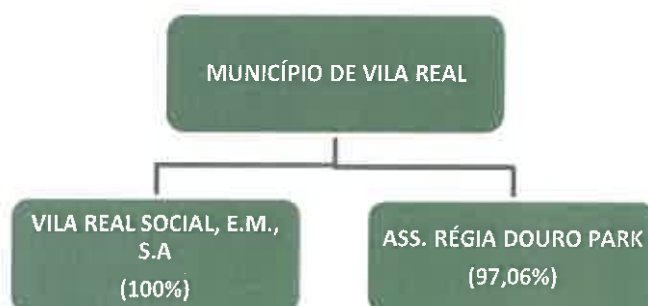 MUNICÍPIO DE VILA REAL
VILA REAL SOCIAL, E.M.,
S.A
(100%)
ASS. RÉGIA DOURO PARK
(97,06%)